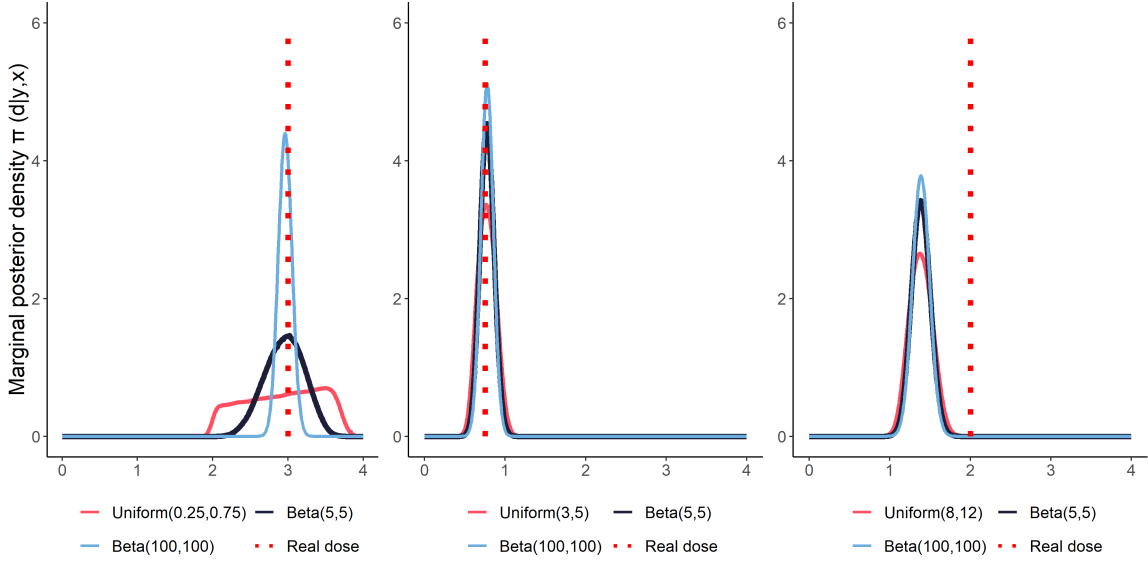 Marginal posterior density π (d|y,x)
6
4
2
0
0 1 2 3 4
Uniform(0.25,0.75) Beta(5,5)
Beta(100,100) Real dose
6
4
2
0
0 1 2 3 4
Uniform(3,5) Beta(5,5)
Beta(100,100) Real dose
6
4
2
0
0 1 2 3 4
Uniform(8,12) Beta(5,5)
Beta(100,100) Real dose